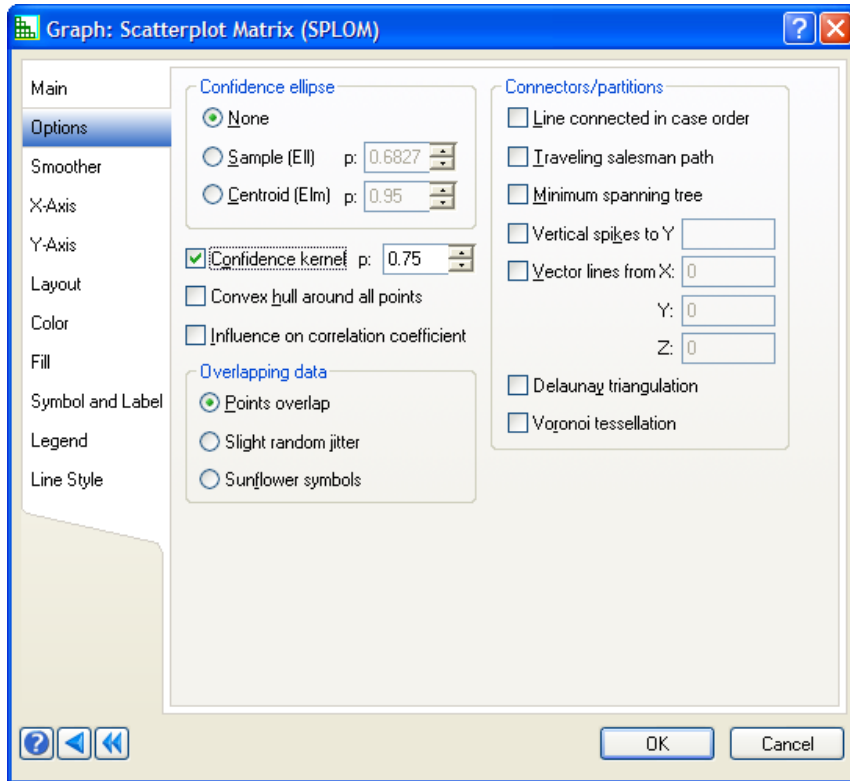 Graph: Scatterplot Matrix (SPLOM)
Main
Options
Smoother
X-Axis
Y-Axis
Layout
Color
Fill
Symbol and Label
Legend
Line Style
Confidence ellipse
None
Sample (Ell) p: 0.6827
Centroid (Elm) p: 0.95
Confidence kernel p: 0.75
Convex hull around all points
Influence on correlation coefficient
Overlapping data
Points overlap
Slight random jitter
Sunflower symbols
Connectors/partitions
Line connected in case order
Traveling salesman path
Minimum spanning tree
Vertical spikes to Y
Vector lines from X: 0
Y: 0
Z: 0
Delaunay triangulation
Voronoi tessellation
OK
Cancel